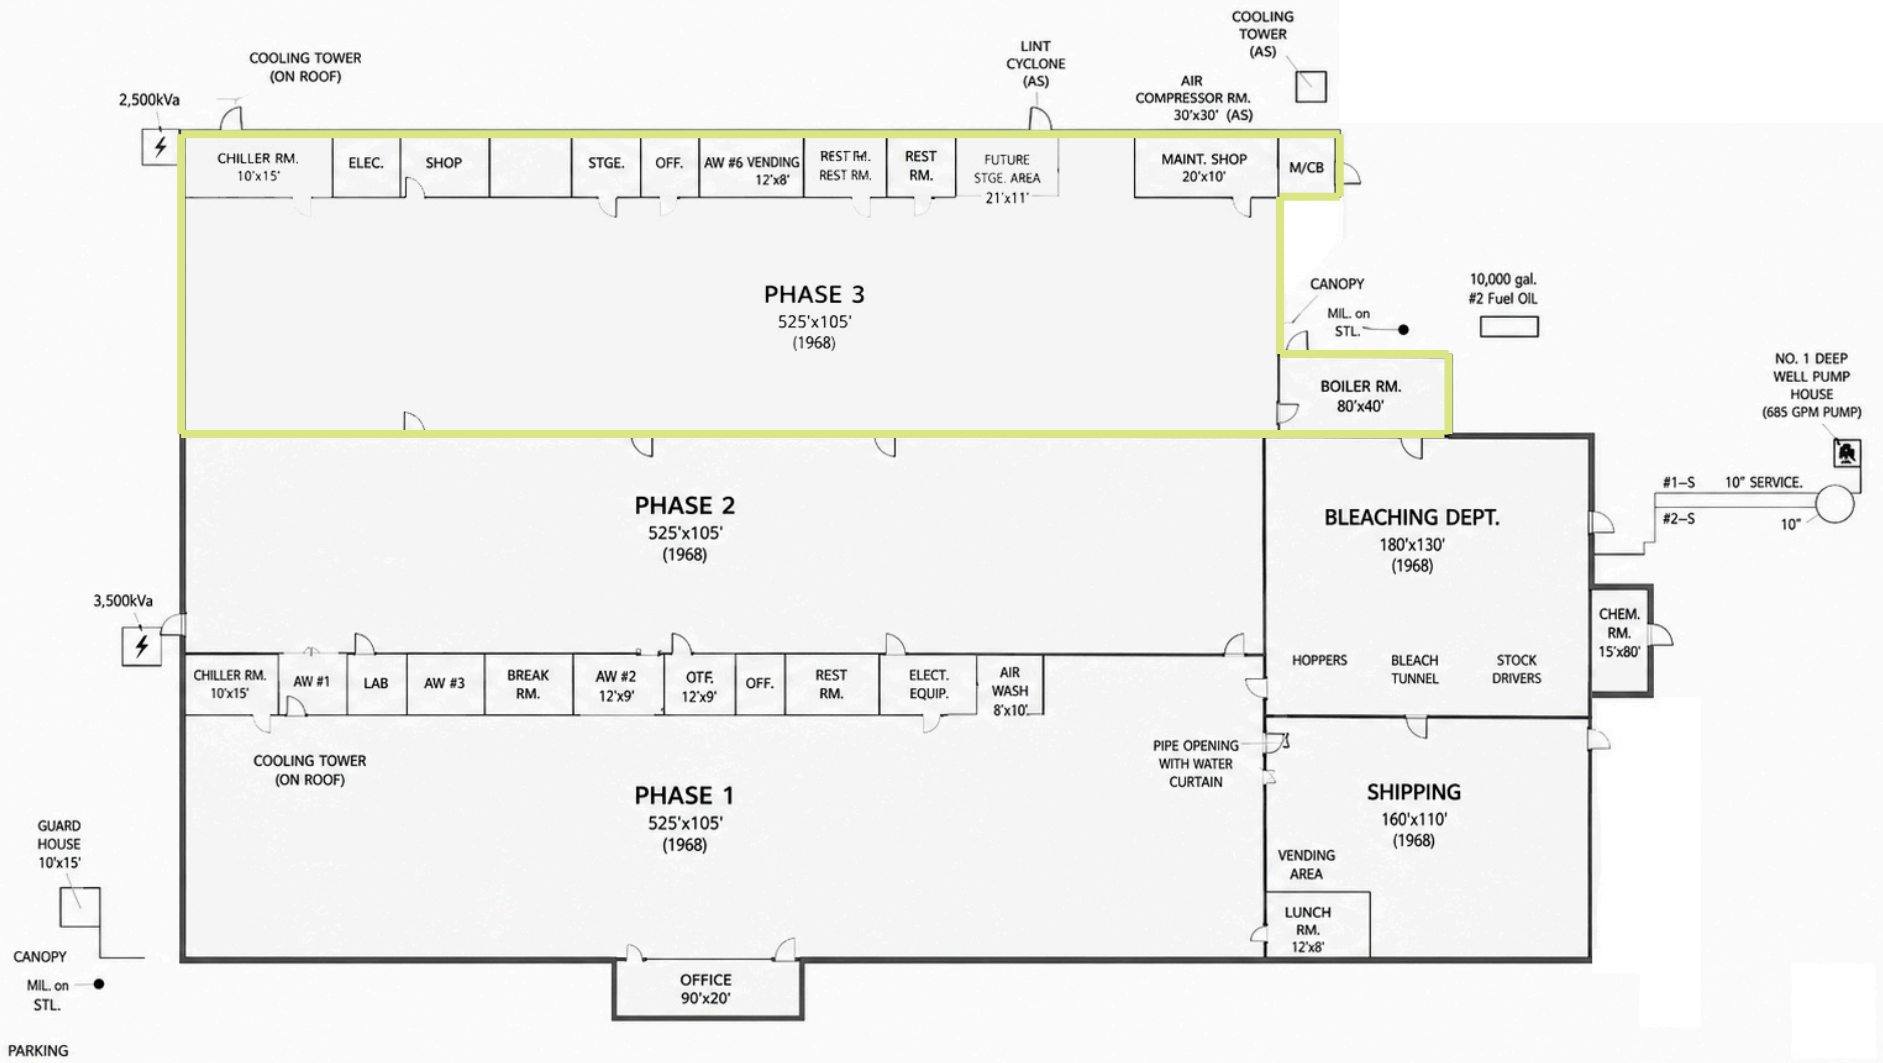 COOLING
TOWER
(AS)
LINT
CYCLONE
(AS)
COOLING TOWER
(ON ROOF)
AIR
COMPRESSOR RM.
30'x30' (AS)
2,500kVa
CHILLER RM.
10'x15'
ELEC.
SHOP
STGE.
OFF.
AW #6 VENDING
12'x8'
REST RM.
REST RM.
REST
RM.
FUTURE
STGE. AREA
21'x11'
MAINT. SHOP
20'x10'
M/CB
PHASE 3
525'x105'
(1968)
CANOPY
MIL. on
STL.
10,000 gal.
#2 Fuel OIL
BOILER RM.
80'x40'
NO. 1 DEEP
WELL PUMP
HOUSE
(685 GPM PUMP)
#1–S 10" SERVICE.
#2–S
10"
PHASE 2
525'x105'
(1968)
BLEACHING DEPT.
180'x130'
(1968)
3,500kVa
CHEM.
RM.
15'x80'
HOPPERS
BLEACH
TUNNEL
STOCK
DRIVERS
CHILLER RM.
10'x15'
AW #1
LAB
AW #3
BREAK
RM.
AW #2
12'x9'
OTF.
12'x9'
OFF.
REST
RM.
ELECT.
EQUIP.
AIR
WASH
8'x10'
COOLING TOWER
(ON ROOF)
PIPE OPENING
WITH WATER
CURTAIN
PHASE 1
525'x105'
(1968)
SHIPPING
160'x110'
(1968)
VENDING
AREA
LUNCH
RM.
12'x8'
GUARD
HOUSE
10'x15'
CANOPY
MIL. on
STL.
OFFICE
90'x20'
PARKING